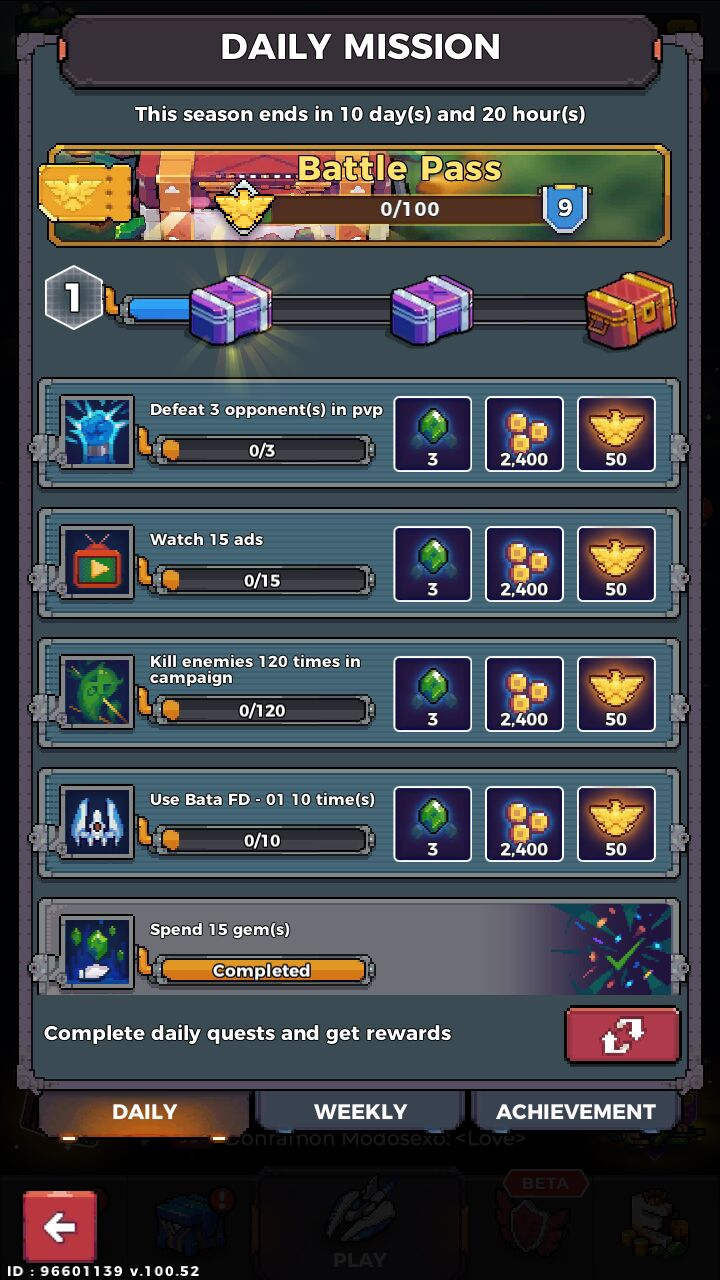 DAILY MISSION
This season ends in 10 day(s) and 20 hour(s)
Battle Pass
0/100
9
1
Defeat 3 opponent(s) in pvp
0/3
3
2,400
50
Watch 15 ads
0/15
3
2,400
50
Kill enemies 120 times in
campaign
0/120
3
2,400
50
Use Bata FD - 01 10 time(s)
0/10
3
2,400
50
Spend 15 gem(s)
Completed
Complete daily quests and get rewards
DAILY
WEEKLY
ACHIEVEMENT
Modosexo: <Love>
BETA
PLAY
ID : 96601139 v.100.52